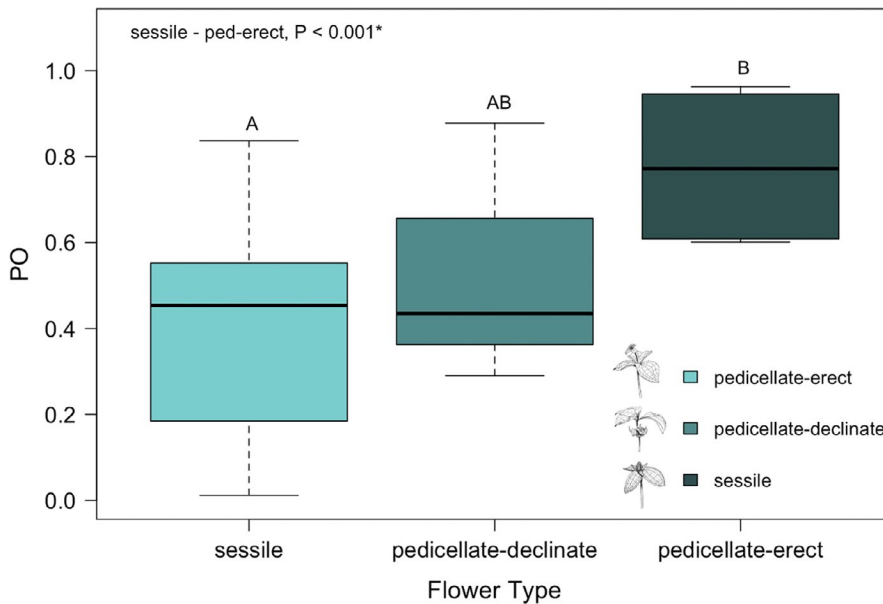 sessile - ped-erect, P < 0.001*
1.0
0.8
0.6
0.4
0.2
0.0
PO
A
AB
B
pedicellate-erect
pedicellate-declinate
sessile
sessile
pedicellate-declinate
pedicellate-erect
Flower Type